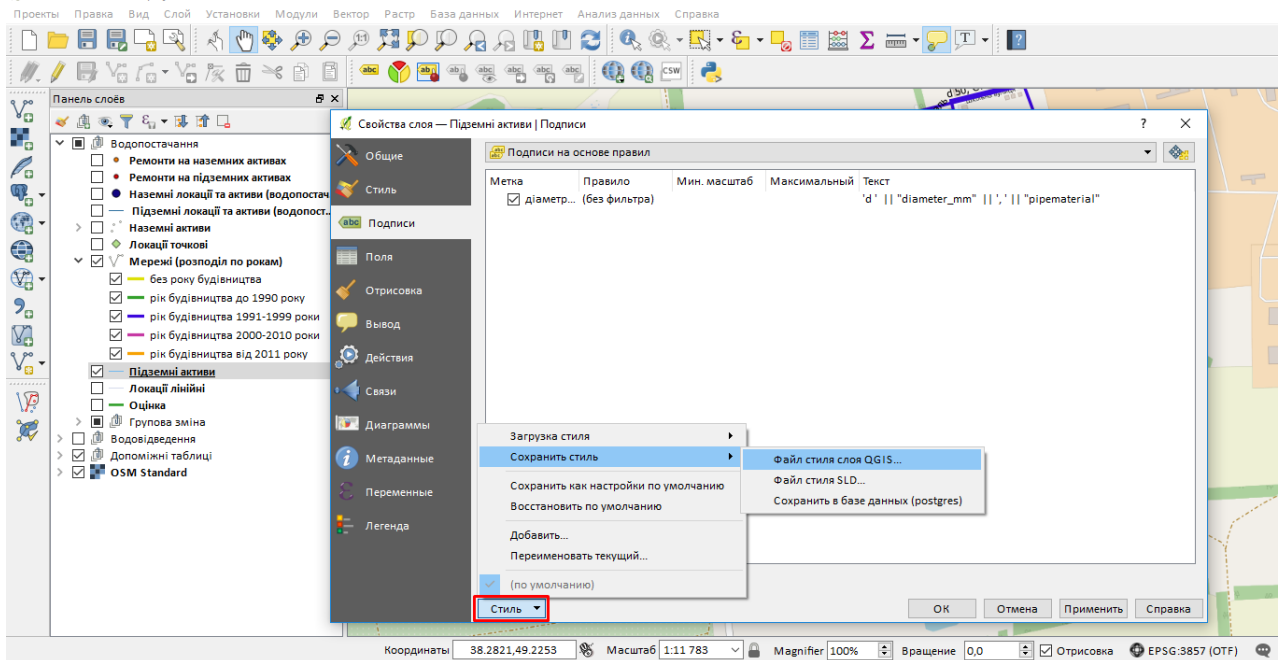 Проекты Правка Вид Слой Установки Модули Вектор Растр База данных Интернет Анализ данных Справка
Панель слоёв
Водопостачання
Ремонти на наземних активах
Ремонти на підземних активах
Наземні локації та активи (водопостач
Підземні локації та активи (водопост...
Наземні активи
Локації точкові
Мережі (розподіл по рокам)
без року будівництва
рік будівництва до 1990 року
рік будівництва 1991-1999 роки
рік будівництва 2000-2010 роки
рік будівництва від 2011 року
Підземні активи
Локації лінійні
Оцінка
Групова зміна
Водовідведення
Допоміжні таблиці
OSM Standard
Свойства слоя — Підземні активи | Подписи
Общие
Стиль
Подписи
Поля
Отрисовка
Вывод
Действия
Связи
Диаграммы
Метаданные
Переменные
Легенда
Подписи на основе правил
Метка Правило Мин. масштаб Максимальный Текст
діаметр... (без фильтра) 'd ' || "diameter_mm" || ', ' || "pipematerial"
Загрузка стиля
Сохранить стиль
Сохранить как настройки по умолчанию
Восстановить по умолчанию
Добавить...
Переименовать текущий...
(по умолчанию)
Файл стиля слоя QGIS...
Файл стиля SLD...
Сохранить в базе данных (postgres)
Стиль
ОК Отмена Применить Справка
Координаты 38.2821,49.2253 Масштаб 1:11 783 Magnifier 100% Вращение 0,0 Отрисовка EPSG:3857 (OTF)